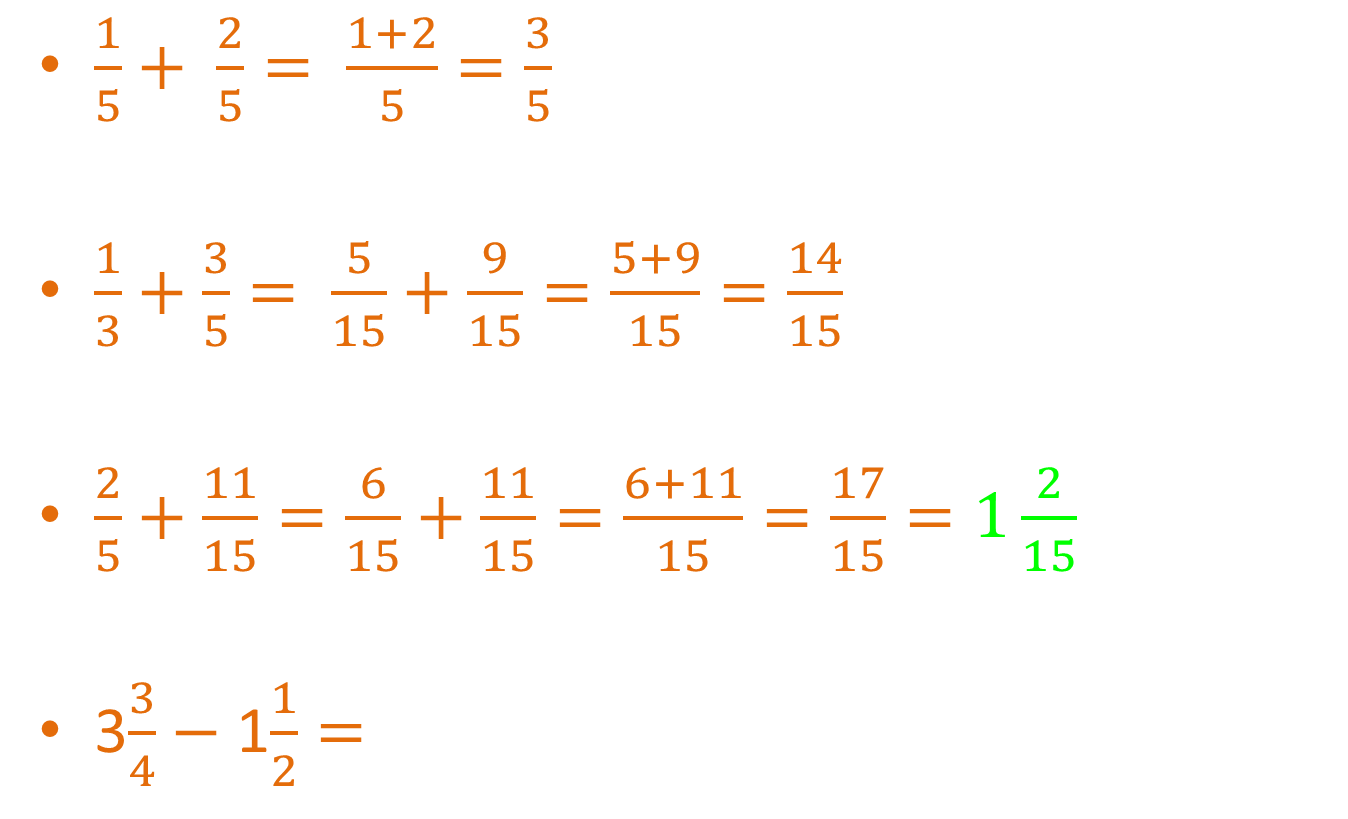 • 1/5 + 2/5 = 1+2/5 = 3/5
• 1/3 + 3/5 = 5/15 + 9/15 = 5+9/15 = 14/15
• 2/5 + 11/15 = 6/15 + 11/15 = 6+11/15 = 17/15 = 1 2/15
• 3 3/4 − 1 1/2 =